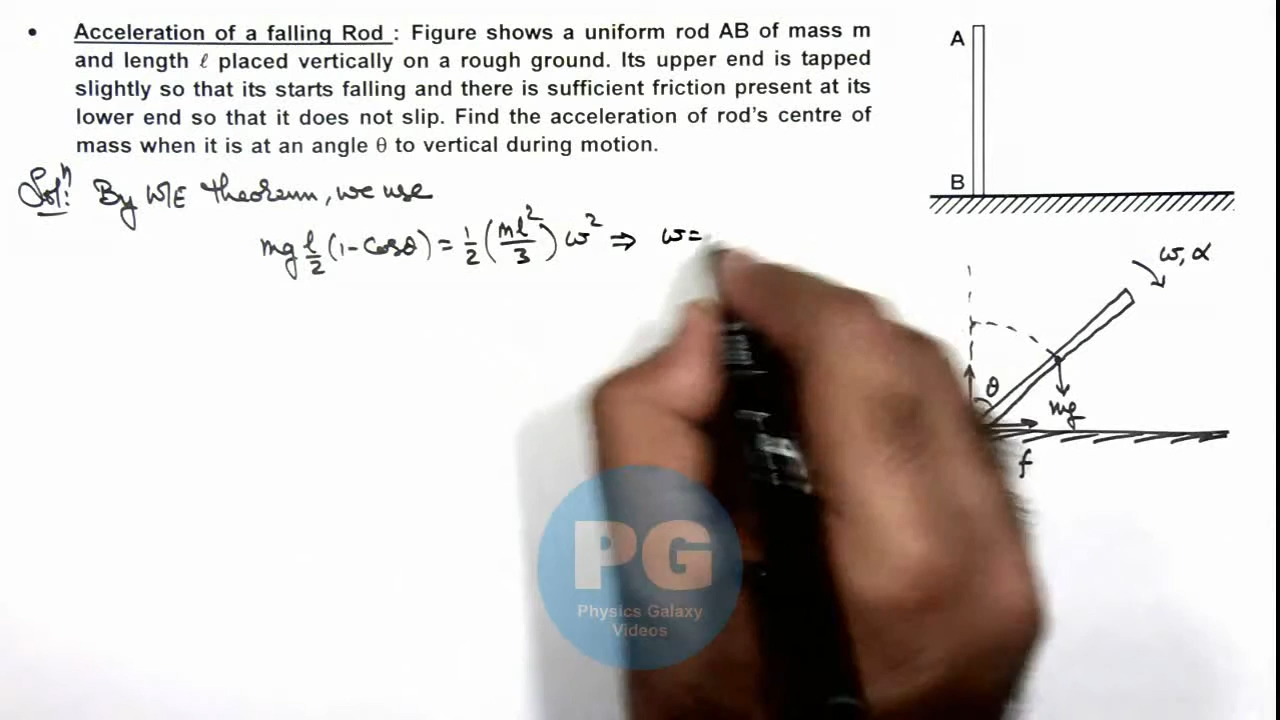 • Acceleration of a falling Rod : Figure shows a uniform rod AB of mass m
and length ℓ placed vertically on a rough ground. Its upper end is tapped
slightly so that its starts falling and there is sufficient friction present at its
lower end so that it does not slip. Find the acceleration of rod's centre of
mass when it is at an angle θ to vertical during motion.
Solⁿ: By W/E theorem, we use
mg l/2 (1-cosθ) = 1/2 (ml²/3) ω² ⇒ ω=
A
B
ω, α
θ
mg
f
PG
Physics Galaxy
Videos